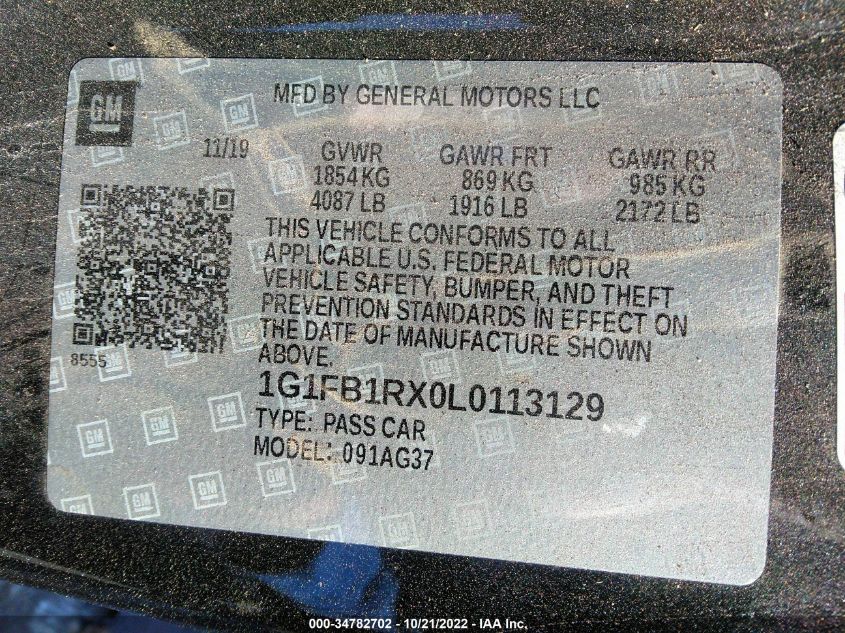 GM
MFD BY GENERAL MOTORS LLC
11/19 GVWR GAWR FRT GAWR RR
1854 KG 869 KG 985 KG
4087 LB 1916 LB 2172 LB
THIS VEHICLE CONFORMS TO ALL
APPLICABLE U.S. FEDERAL MOTOR
VEHICLE SAFETY, BUMPER, AND THEFT
PREVENTION STANDARDS IN EFFECT ON
THE DATE OF MANUFACTURE SHOWN
ABOVE.
8555
1G1FB1RX0L0113129
TYPE: PASS CAR
MODEL: 091AG37
000-34782702 - 10/21/2022 - IAA Inc.